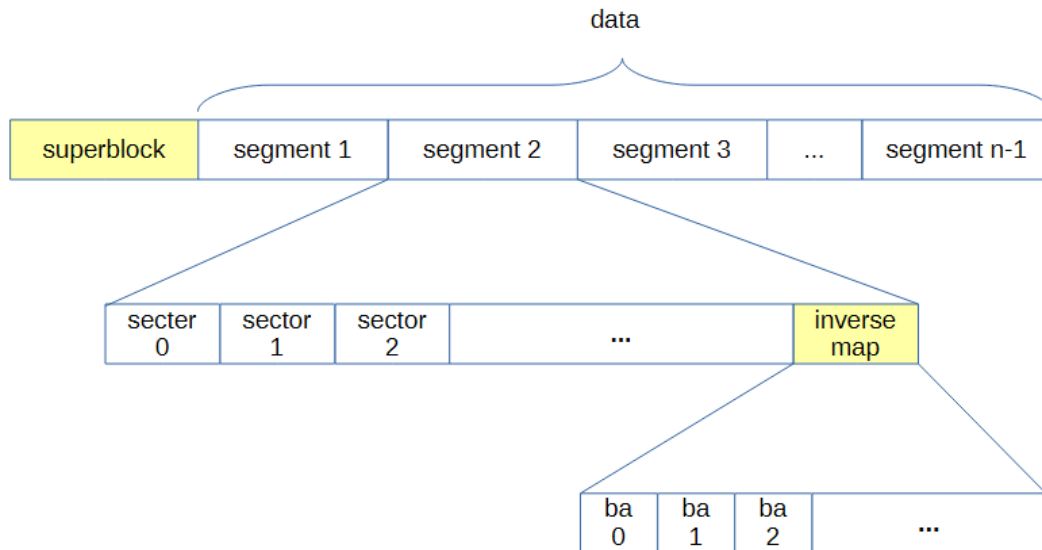 data
superblock
segment 1
segment 2
segment 3
...
segment n-1
secter
0
sector
1
sector
2
...
inverse
map
ba
0
ba
1
ba
2
...